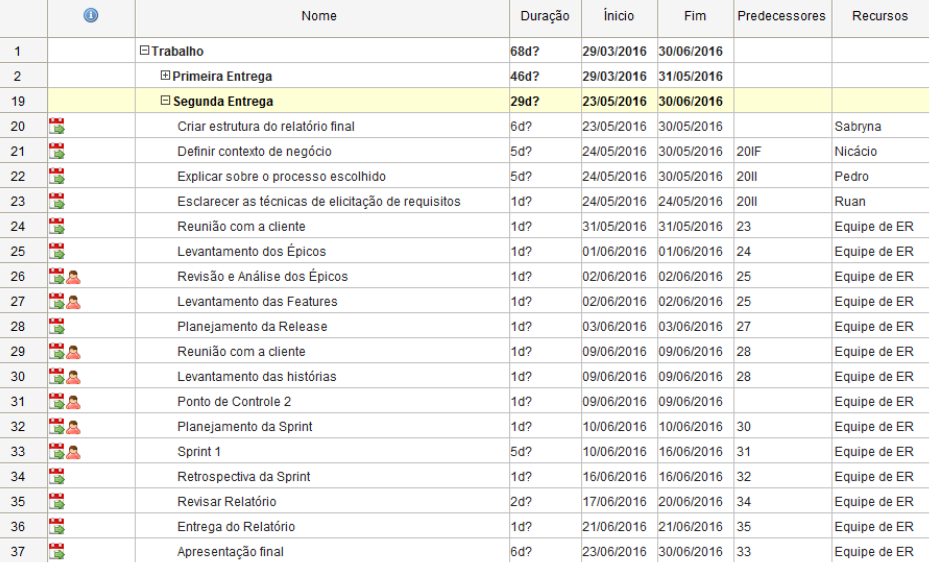 Nome Duração Ínicio Fim Predecessores Recursos
1 Trabalho 68d? 29/03/2016 30/06/2016
2 Primeira Entrega 46d? 29/03/2016 31/05/2016
19 Segunda Entrega 29d? 23/05/2016 30/06/2016
20 Criar estrutura do relatório final 6d? 23/05/2016 30/05/2016 Sabryna
21 Definir contexto de negócio 5d? 24/05/2016 30/05/2016 20IF Nicácio
22 Explicar sobre o processo escolhido 5d? 24/05/2016 30/05/2016 20II Pedro
23 Esclarecer as técnicas de elicitação de requisitos 1d? 24/05/2016 24/05/2016 20II Ruan
24 Reunião com a cliente 1d? 31/05/2016 31/05/2016 23 Equipe de ER
25 Levantamento dos Épicos 1d? 01/06/2016 01/06/2016 24 Equipe de ER
26 Revisão e Análise dos Épicos 1d? 02/06/2016 02/06/2016 25 Equipe de ER
27 Levantamento das Features 1d? 02/06/2016 02/06/2016 25 Equipe de ER
28 Planejamento da Release 1d? 03/06/2016 03/06/2016 27 Equipe de ER
29 Reunião com a cliente 1d? 09/06/2016 09/06/2016 28 Equipe de ER
30 Levantamento das histórias 1d? 09/06/2016 09/06/2016 28 Equipe de ER
31 Ponto de Controle 2 1d? 09/06/2016 09/06/2016 Equipe de ER
32 Planejamento da Sprint 1d? 10/06/2016 10/06/2016 30 Equipe de ER
33 Sprint 1 5d? 10/06/2016 16/06/2016 31 Equipe de ER
34 Retrospectiva da Sprint 1d? 16/06/2016 16/06/2016 32 Equipe de ER
35 Revisar Relatório 2d? 17/06/2016 20/06/2016 34 Equipe de ER
36 Entrega do Relatório 1d? 21/06/2016 21/06/2016 35 Equipe de ER
37 Apresentação final 6d? 23/06/2016 30/06/2016 33 Equipe de ER